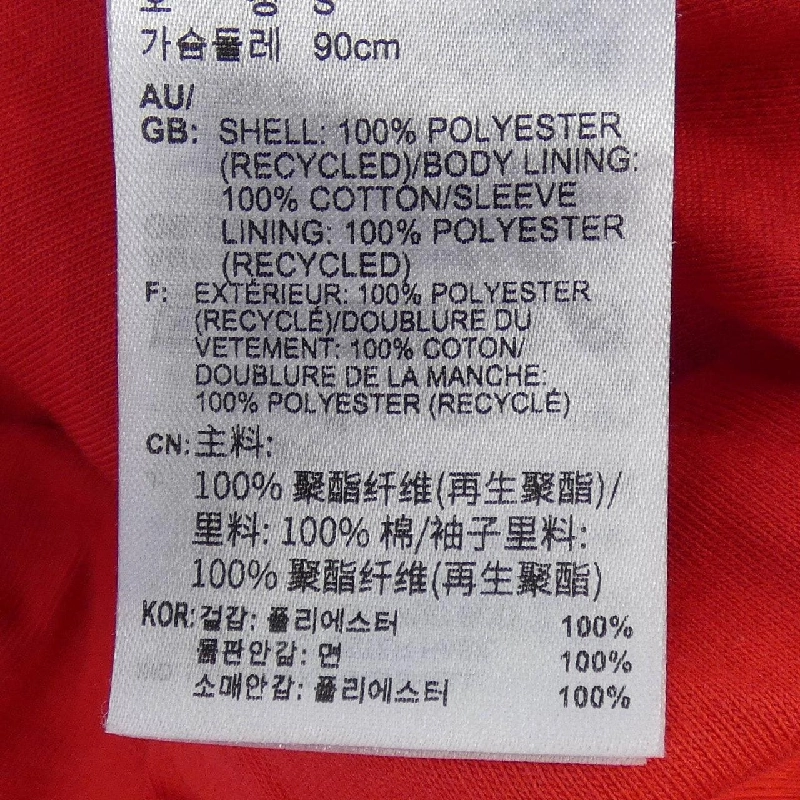 호 칭 S
가슴둘레 90cm
AU/
GB: SHELL: 100% POLYESTER
(RECYCLED)/BODY LINING:
100% COTTON/SLEEVE
LINING: 100% POLYESTER
(RECYCLED)
F: EXTÉRIEUR: 100% POLYESTER
(RECYCLÉ)/DOUBLURE DU
VETEMENT: 100% COTON/
DOUBLURE DE LA MANCHE:
100% POLYESTER (RECYCLÉ)
CN: 主料:
100% 聚酯纤维(再生聚酯)/
里料: 100% 棉/袖子里料:
100% 聚酯纤维(再生聚酯)
KOR: 겉감: 폴리에스터 100%
몸판안감: 면 100%
소매안감: 폴리에스터 100%